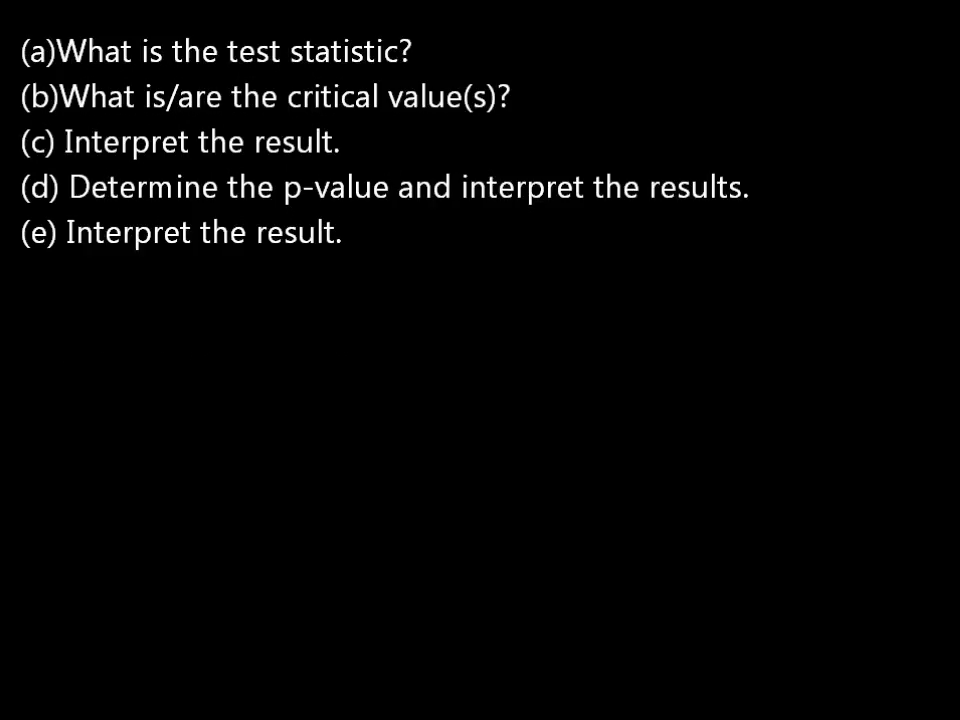 (a)What is the test statistic?
(b)What is/are the critical value(s)?
(c) Interpret the result.
(d) Determine the p-value and interpret the results.
(e) Interpret the result.